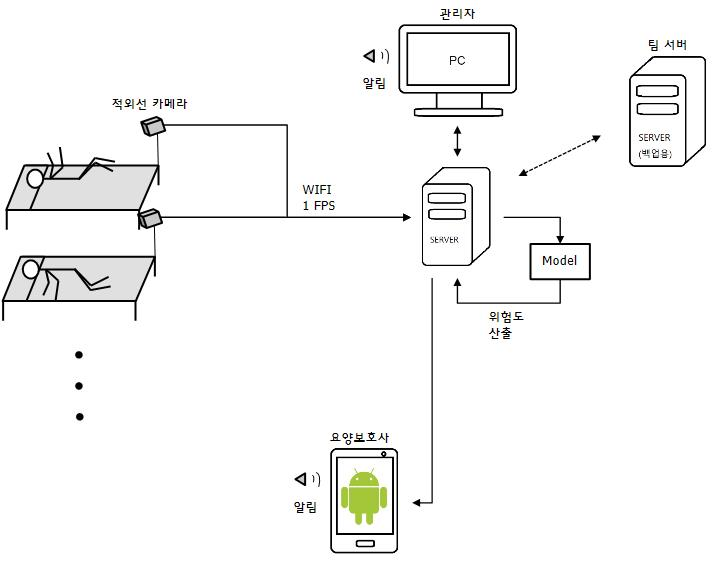 관리자
팀 서버
PC
알림
적외선 카메라
SERVER
(백업용)
WIFI
1 FPS
SERVER
Model
위험도
산출
요양보호사
알림